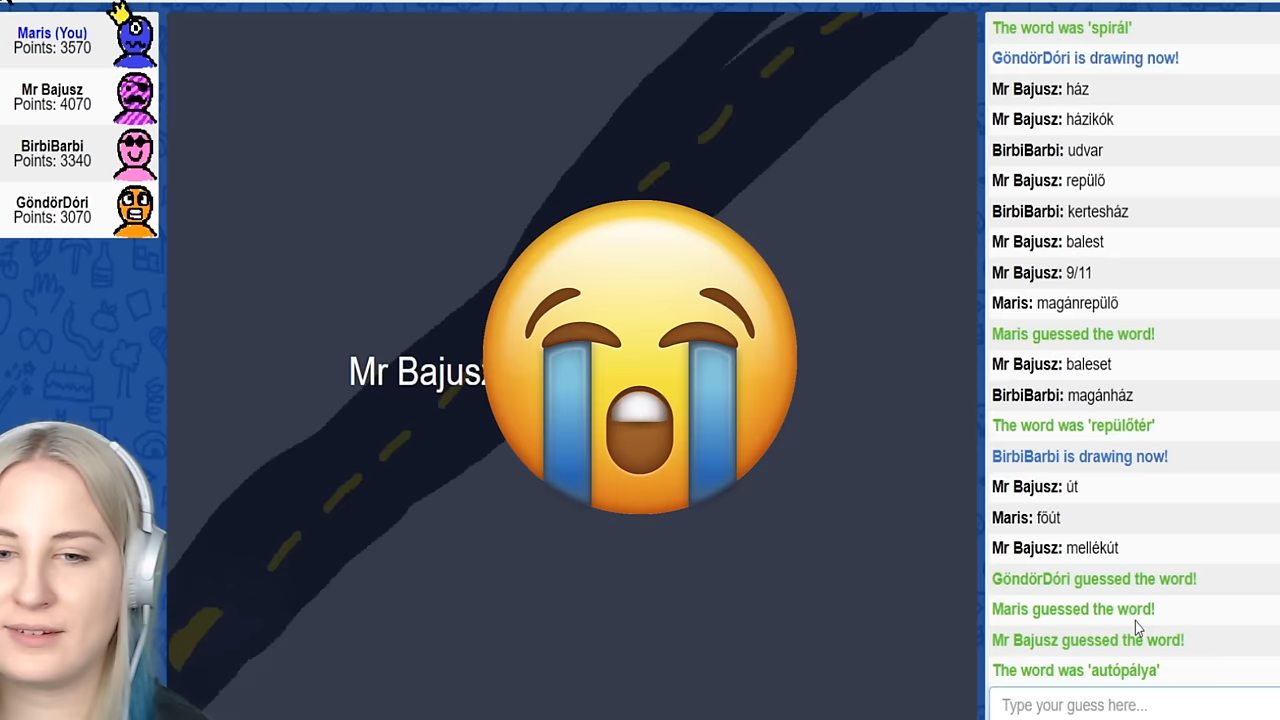 Maris (You)
Points: 3570
Mr Bajusz
Points: 4070
BirbiBarbi
Points: 3340
GöndörDóri
Points: 3070
Mr Bajusz
The word was 'spirál'
GöndörDóri is drawing now!
Mr Bajusz: ház
Mr Bajusz: házikók
BirbiBarbi: udvar
Mr Bajusz: repülő
BirbiBarbi: kertesház
Mr Bajusz: balest
Mr Bajusz: 9/11
Maris: magánrepülő
Maris guessed the word!
Mr Bajusz: baleset
BirbiBarbi: magánház
The word was 'repülőtér'
BirbiBarbi is drawing now!
Mr Bajusz: út
Maris: főút
Mr Bajusz: mellékút
GöndörDóri guessed the word!
Maris guessed the word!
Mr Bajusz guessed the word!
The word was 'autópálya'
Type your guess here...